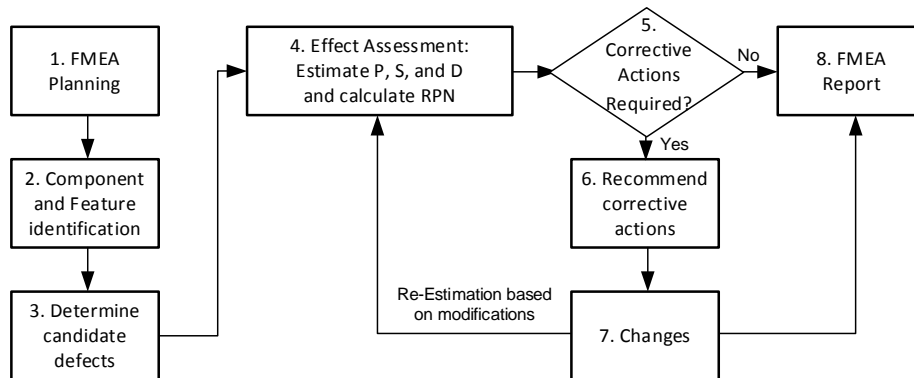 1. FMEA
Planning
2. Component
and Feature
identification
3. Determine
candidate
defects
4. Effect Assessment:
Estimate P, S, and D
and calculate RPN
5.
Corrective
Actions
Required?
No
Yes
6. Recommend
corrective
actions
7. Changes
Re-Estimation based
on modifications
8. FMEA
Report